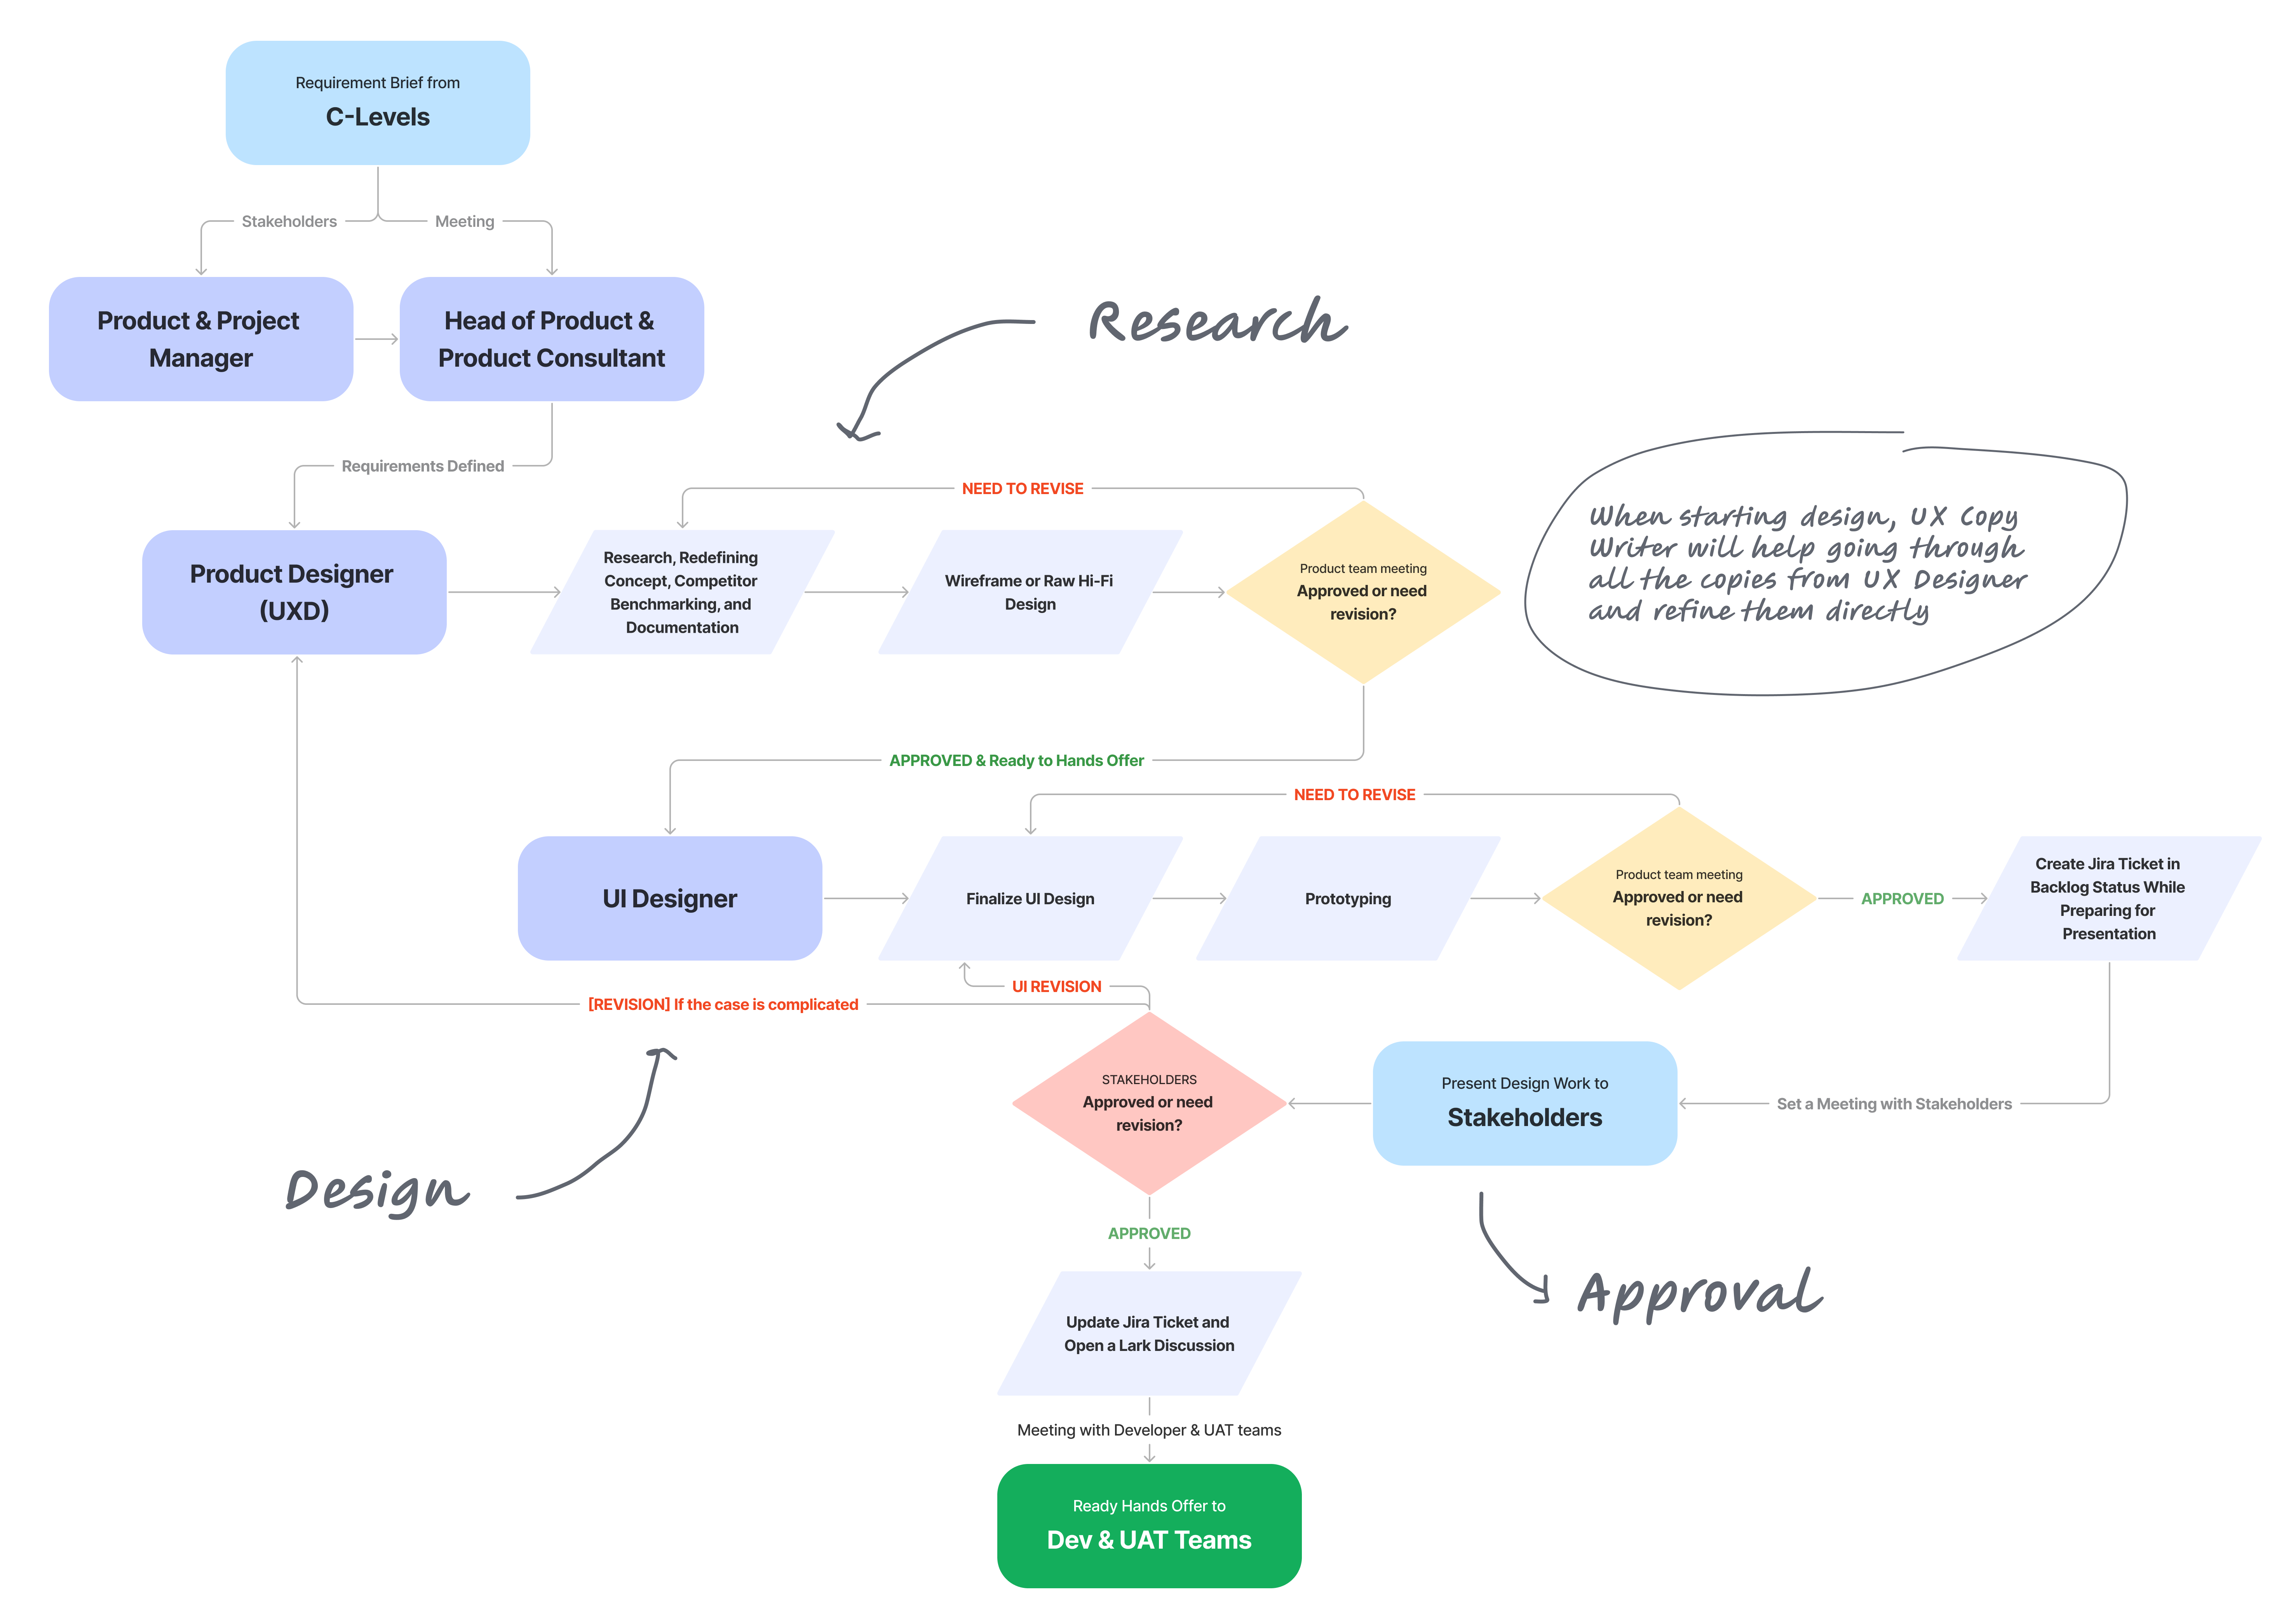 Requirement Brief from
C-Levels
Stakeholders
Meeting
Product & Project
Manager
Head of Product &
Product Consultant
Research
Requirements Defined
NEED TO REVISE
Product Designer
(UXD)
Research, Redefining
Concept, Competitor
Benchmarking, and
Documentation
Wireframe or Raw Hi-Fi
Design
Product team meeting
Approved or need
revision?
When starting design, UX Copy
Writer will help going through
all the copies from UX Designer
and refine them directly
APPROVED & Ready to Hands Offer
NEED TO REVISE
UI Designer
Finalize UI Design
Prototyping
Product team meeting
Approved or need
revision?
APPROVED
Create Jira Ticket in
Backlog Status While
Preparing for
Presentation
UI REVISION
[REVISION] If the case is complicated
STAKEHOLDERS
Approved or need
revision?
Present Design Work to
Stakeholders
Set a Meeting with Stakeholders
Design
APPROVED
Approval
Update Jira Ticket and
Open a Lark Discussion
Meeting with Developer & UAT teams
Ready Hands Offer to
Dev & UAT Teams